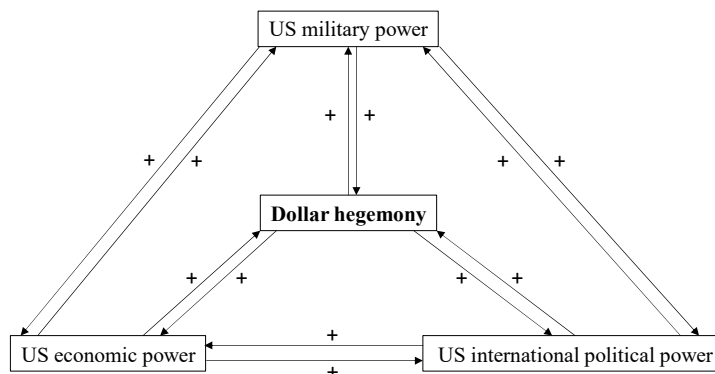 US military power
+ +
+ + + +
Dollar hegemony
+ + + +
+
US economic power US international political power
+